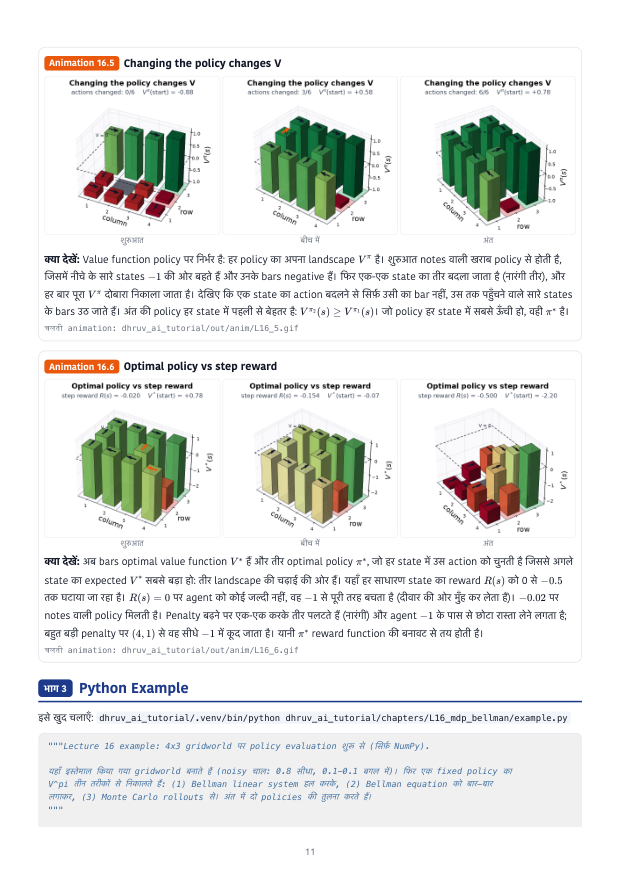 Animation 16.5 Changing the policy changes V
Changing the policy changes V
actions changed: 0/6 V^π(start) = -0.88
Changing the policy changes V
actions changed: 3/6 V^π(start) = +0.58
Changing the policy changes V
actions changed: 6/6 V^π(start) = +0.78
शुरुआत
बीच में
अंत
क्या देखें: Value function policy पर निर्भर है: हर policy का अपना landscape V^π है। शुरुआत notes वाली खराब policy से होती है,
जिसमें नीचे के सारे states −1 की ओर बहते हैं और उनके bars negative हैं। फिर एक-एक state का तीर बदला जाता है (नारंगी तीर), और
हर बार पूरा V^π दोबारा निकाला जाता है। देखिए कि एक state का action बदलने से सिर्फ़ उसी का bar नहीं, उस तक पहुँचने वाले सारे states
के bars उठ जाते हैं। अंत की policy हर state में पहली से बेहतर है: V^π₂(s) ≥ V^π₁(s)। जो policy हर state में सबसे ऊँची हो, वही π* है।
चलती animation: dhruv_ai_tutorial/out/anim/L16_5.gif
Animation 16.6 Optimal policy vs step reward
Optimal policy vs step reward
step reward R(s) = -0.020 V*(start) = +0.78
Optimal policy vs step reward
step reward R(s) = -0.154 V*(start) = -0.07
Optimal policy vs step reward
step reward R(s) = -0.500 V*(start) = -2.20
शुरुआत
बीच में
अंत
क्या देखें: अब bars optimal value function V* हैं और तीर optimal policy π*, जो हर state में उस action को चुनती है जिससे अगले
state का expected V* सबसे बड़ा हो: तीर landscape की चढ़ाई की ओर हैं। यहाँ हर साधारण state का reward R(s) को 0 से −0.5
तक घटाया जा रहा है। R(s) = 0 पर agent को कोई जल्दी नहीं, वह −1 से पूरी तरह बचता है (दीवार की ओर मुँह कर लेता है)। −0.02 पर
notes वाली policy मिलती है। Penalty बढ़ने पर एक-एक करके तीर पलटते हैं (नारंगी) और agent −1 के पास से छोटा रास्ता लेने लगता है;
बहुत बड़ी penalty पर (4, 1) से वह सीधे −1 में कूद जाता है। यानी π* reward function की बनावट से तय होती है।
चलती animation: dhruv_ai_tutorial/out/anim/L16_6.gif
भाग 3 Python Example
इसे खुद चलाएँ: dhruv_ai_tutorial/.venv/bin/python dhruv_ai_tutorial/chapters/L16_mdp_bellman/example.py
"""Lecture 16 example: 4x3 gridworld पर policy evaluation शुरू से (सिर्फ़ NumPy).
यहाँ इस्तेमाल किया गया gridworld बनाते हैं (noisy चाल: 0.8 सीधा, 0.1-0.1 बगल में)। फिर एक fixed policy का
V^pi तीन तरीकों से निकालते हैं: (1) Bellman linear system हल करके, (2) Bellman equation को बार-बार
लगाकर, (3) Monte Carlo rollouts से। अंत में दो policies की तुलना करते हैं।
"""
11